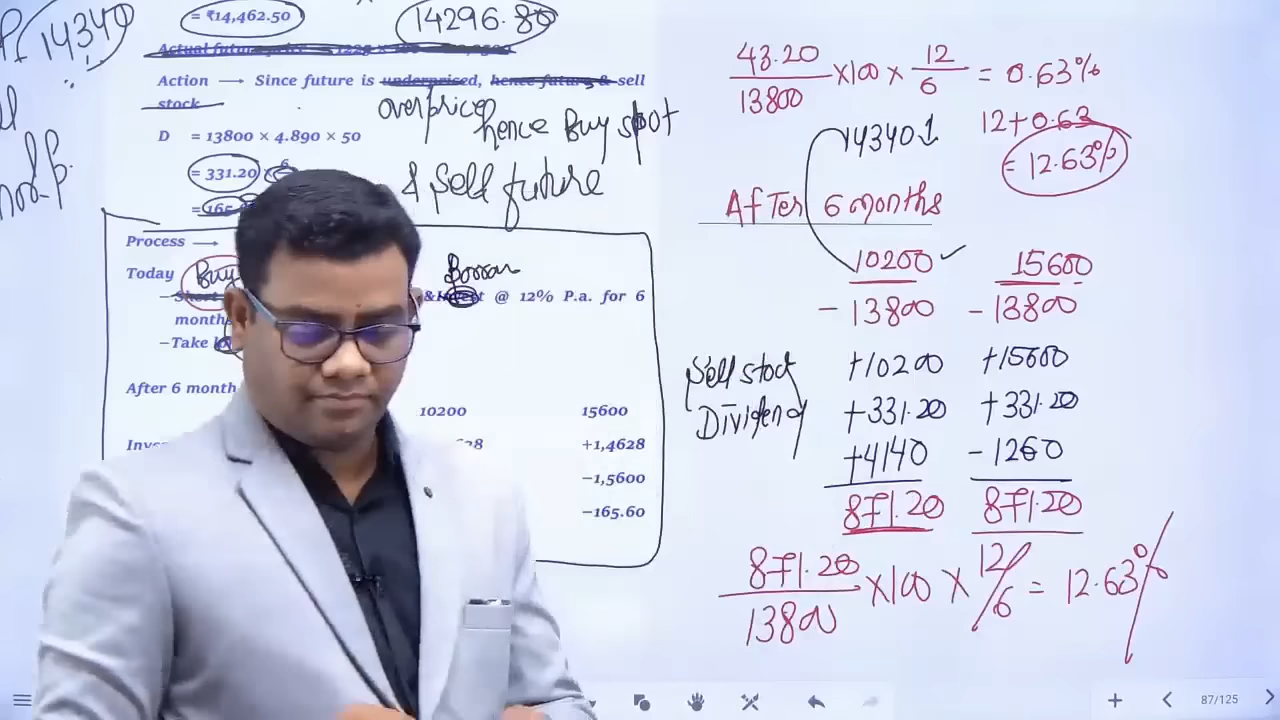 14340
= ₹14,462.50
14296.80
Action → Since future is underprised, hence future & sell
stock
overpriced
hence Buy spot
& Sell future
D = 13800 × 4.890 × 50
= 331.20
Process →
Today Buy
Borrow
@ 12% P.a. for 6
−Take
After 6 month
10200 15600
+1,4628
−1,5600
−165.60
43.20/13800 ×100 × 12/6 = 0.63%
12+0.63
= 12.63%
14340
After 6 months
10200 15600
− 13800 − 13800
Sell stock +10200 +15600
Dividend +331.20 +331.20
+4140 − 1260
871.20 871.20
871.20/13800 ×100 × 12/6 = 12.63%
87/125